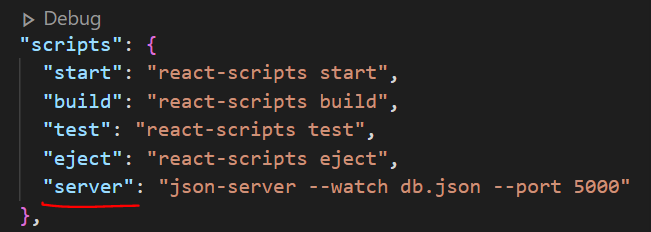 Debug
"scripts": {
"start": "react-scripts start",
"build": "react-scripts build",
"test": "react-scripts test",
"eject": "react-scripts eject",
"server": "json-server --watch db.json --port 5000"
},